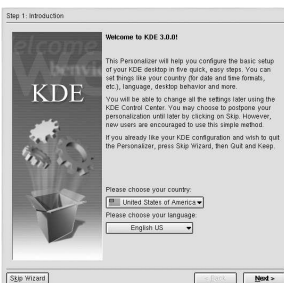 Step 1: Introduction
elcome
benvi
KDE
Welcome to KDE 3.0.0!
This Personalizer will help you configure the basic setup
of your KDE desktop in five quick, easy steps. You can
set things like your country (for date and time formats,
etc.), language, desktop behavior and more.
You will be able to change all the settings later using the
KDE Control Center. You may choose to postpone your
personalization until later by clicking on Skip. However,
new users are encouraged to use this simple method.
If you already like your KDE configuration and wish to quit
the Personalizer, press Skip Wizard, then Quit and Keep.
Please choose your country:
United States of America
Please choose your language:
English US
Skip Wizard
< Back
Next >